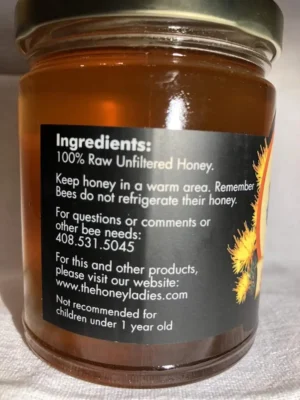 Ingredients:
100% Raw Unfiltered Honey.
Keep honey in a warm area. Remember
Bees do not refrigerate their honey.
For questions or comments or
other bee needs:
408.531.5045
For this and other products,
please visit our website:
www.thehoneyladies.com
Not recommended for
children under 1 year old